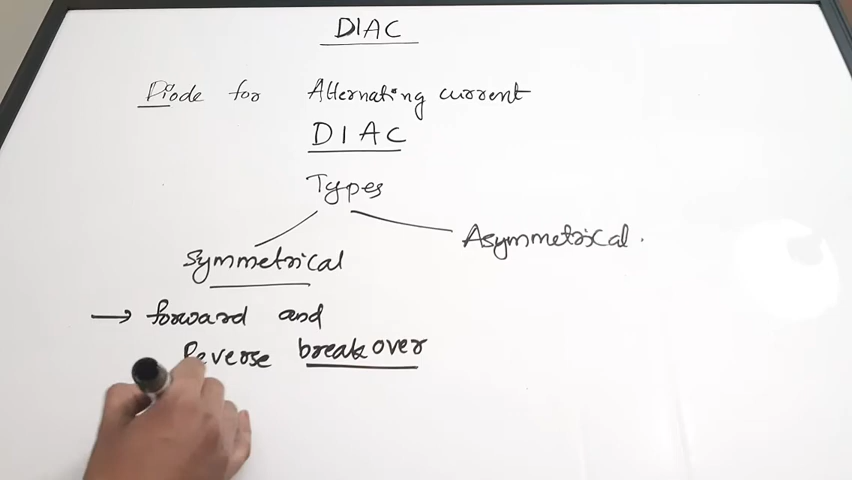 DIAC
Diode for Alternating current
DIAC
Types
Symmetrical
Asymmetrical.
→ forward and
Reverse breakover